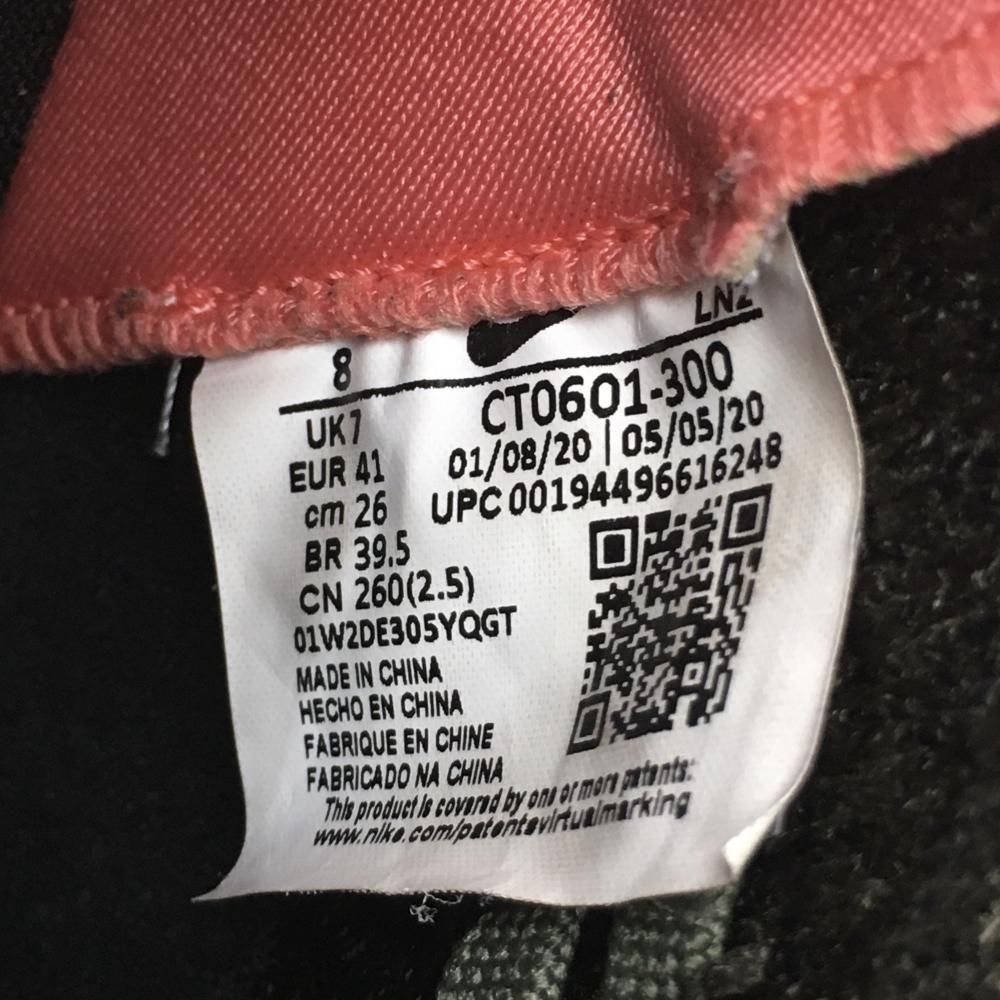 LN2
8
CT0601-300
UK7
01/08/20 | 05/05/20
EUR 41
UPC 00194496616248
cm 26
BR 39.5
CN 260(2.5)
01W2DE305YQGT
MADE IN CHINA
HECHO EN CHINA
FABRIQUE EN CHINE
FABRICADO NA CHINA
This product is covered by one or more patents:
www.nike.com/patentsvirtualmarking